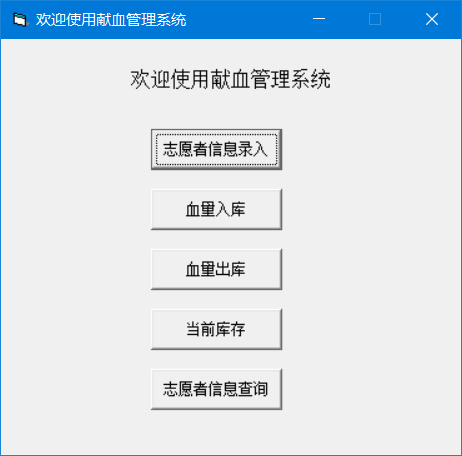 欢迎使用献血管理系统
欢迎使用献血管理系统
志愿者信息录入
血量入库
血量出库
当前库存
志愿者信息查询